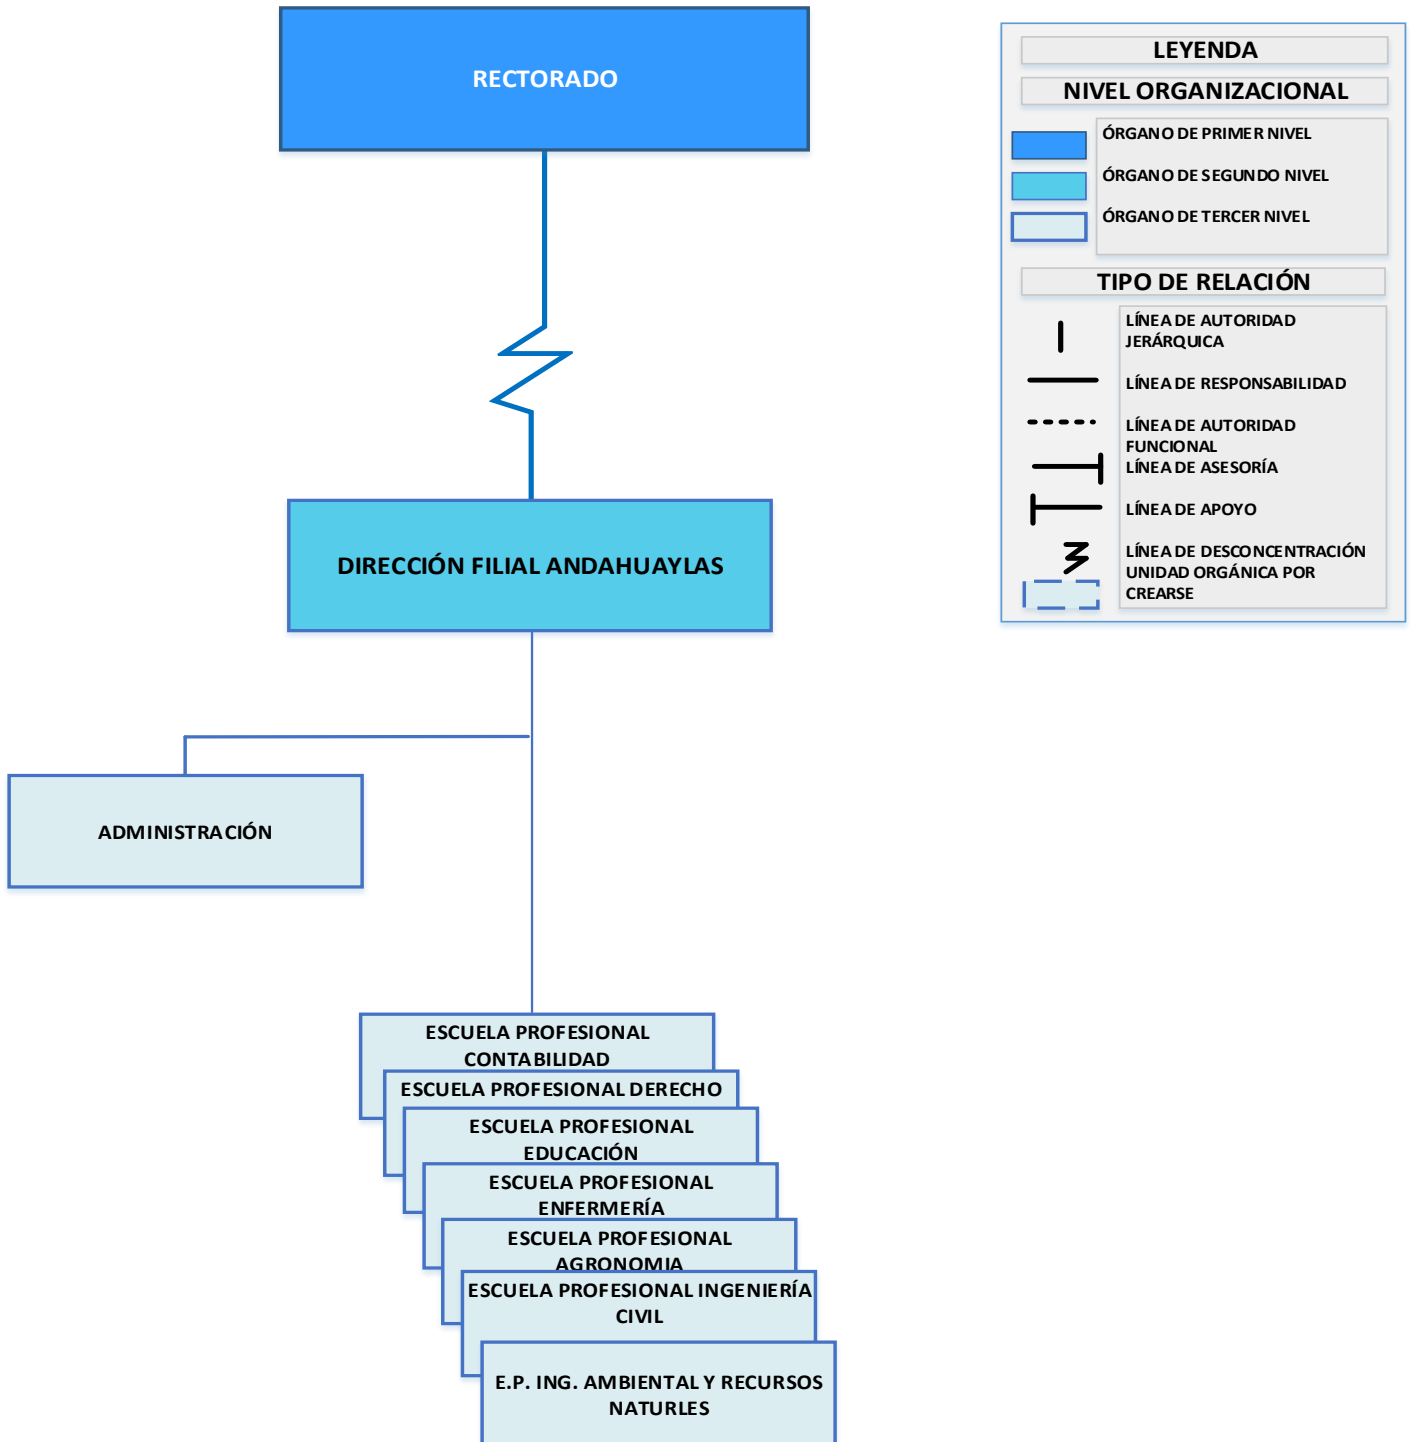 RECTORADO
DIRECCIÓN FILIAL ANDAHUAYLAS
ADMINISTRACIÓN
ESCUELA PROFESIONAL
CONTABILIDAD
ESCUELA PROFESIONAL DERECHO
ESCUELA PROFESIONAL
EDUCACIÓN
ESCUELA PROFESIONAL
ENFERMERÍA
ESCUELA PROFESIONAL
AGRONOMIA
ESCUELA PROFESIONAL INGENIERÍA
CIVIL
E.P. ING. AMBIENTAL Y RECURSOS
NATURLES
LEYENDA
NIVEL ORGANIZACIONAL
ÓRGANO DE PRIMER NIVEL
ÓRGANO DE SEGUNDO NIVEL
ÓRGANO DE TERCER NIVEL
TIPO DE RELACIÓN
LÍNEA DE AUTORIDAD
JERÁRQUICA
LÍNEA DE RESPONSABILIDAD
LÍNEA DE AUTORIDAD
FUNCIONAL
LÍNEA DE ASESORÍA
LÍNEA DE APOYO
LÍNEA DE DESCONCENTRACIÓN
UNIDAD ORGÁNICA POR
CREARSE